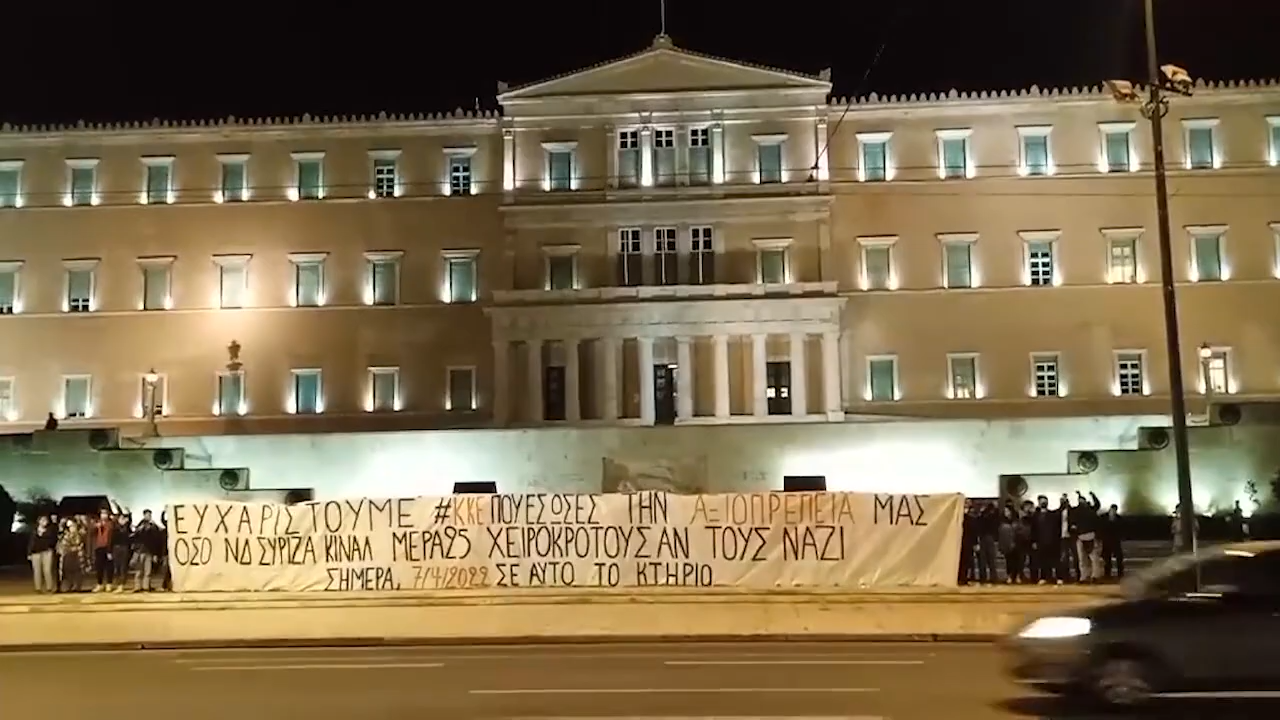 ΕΥΧΑΡΙΣΤΟΥΜΕ #ΚΚΕ ΠΟΥ ΕΣΩΣΕΣ ΤΗΝ ΑΞΙΟΠΡΕΠΕΙΑ ΜΑΣ
ΟΣΟ ΝΔ ΣΥΡΙΖΑ ΚΙΝΑΛ ΜΕΡΑ25 ΧΕΙΡΟΚΡΟΤΟΥΣΑΝ ΤΟΥΣ ΝΑΖΙ
ΣΗΜΕΡΑ, 7/4/2022 ΣΕ ΑΥΤΟ ΤΟ ΚΤΗΡΙΟ